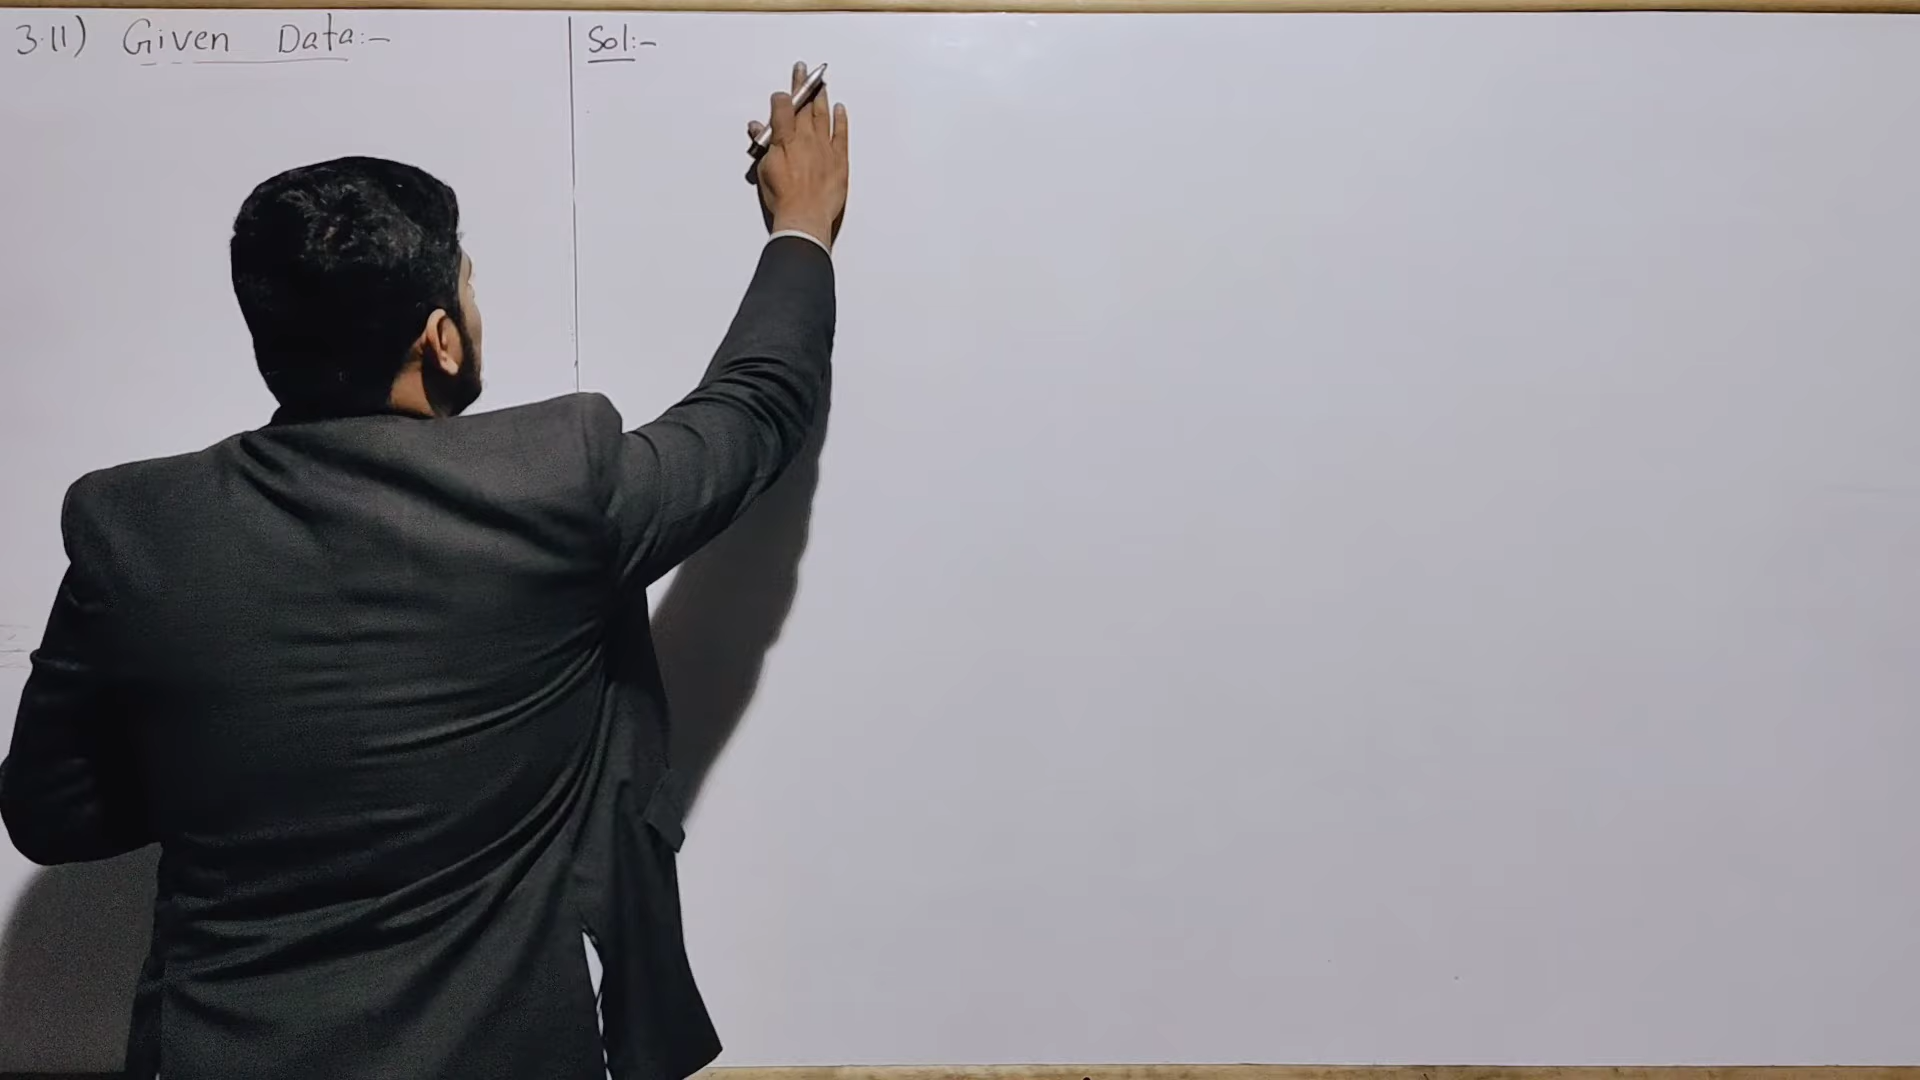 3.11) Given Data:-
Sol:-